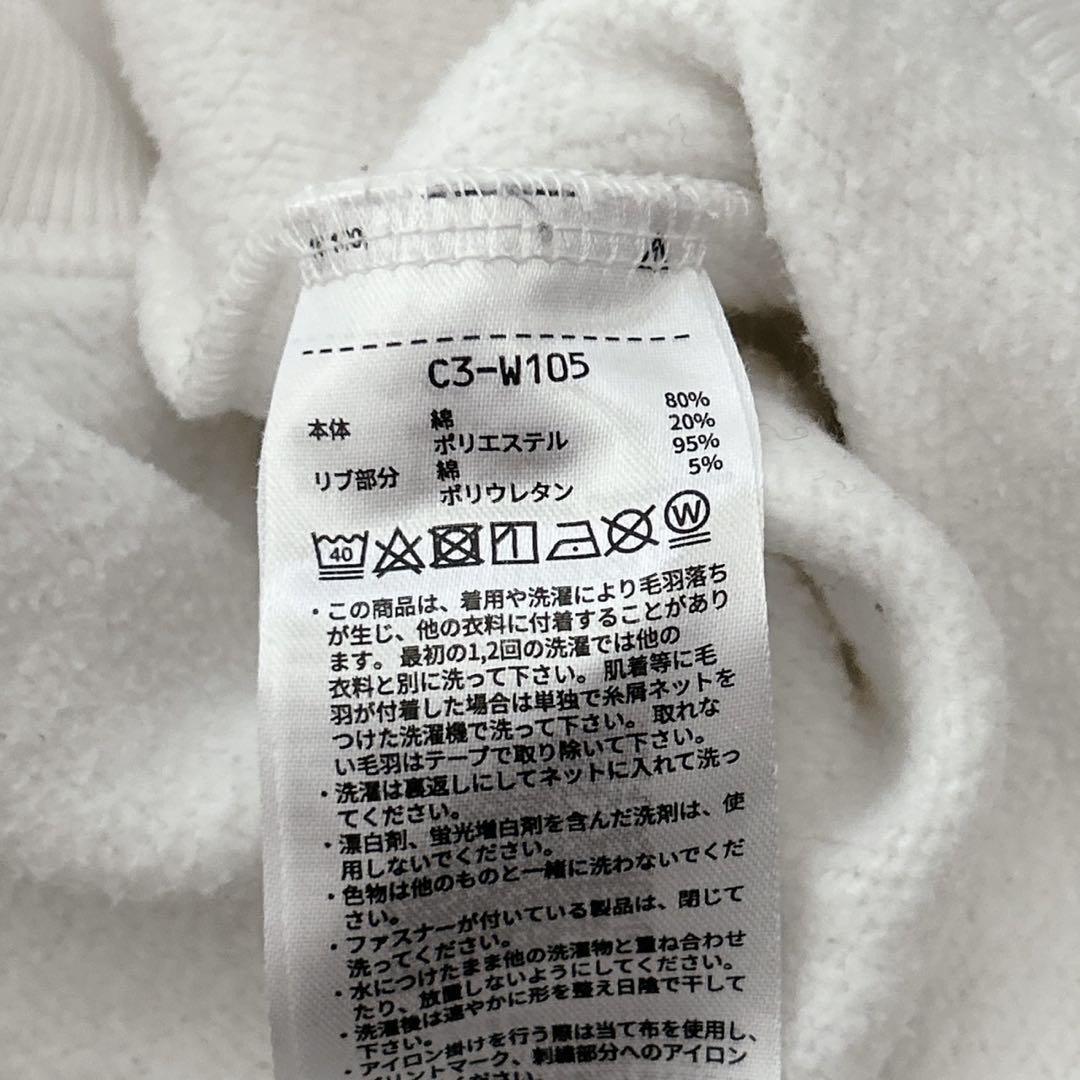 C3-W105
本体 綿 80%
ポリエステル 20%
リブ部分 綿 95%
ポリウレタン 5%
40 W
・この商品は、着用や洗濯により毛羽落ち
が生じ、他の衣料に付着することがあり
ます。最初の1,2回の洗濯では他の
衣料と別に洗って下さい。肌着等に毛
羽が付着した場合は単独で糸屑ネットを
つけた洗濯機で洗って下さい。取れな
い毛羽はテープで取り除いて下さい。
・洗濯は裏返しにしてネットに入れて洗っ
てください。
・漂白剤、蛍光増白剤を含んだ洗剤は、使
用しないでください。
・色物は他のものと一緒に洗わないでくだ
さい。
・ファスナーが付いている製品は、閉じて
洗ってください。
・水につけたまま他の洗濯物と重ね合わせ
たり、放置しないようにしてください。
・洗濯後は速やかに形を整え日陰で干して
下さい。
・アイロン掛けを行う際は当て布を使用し、
プリントマーク、刺繍部分へのアイロン